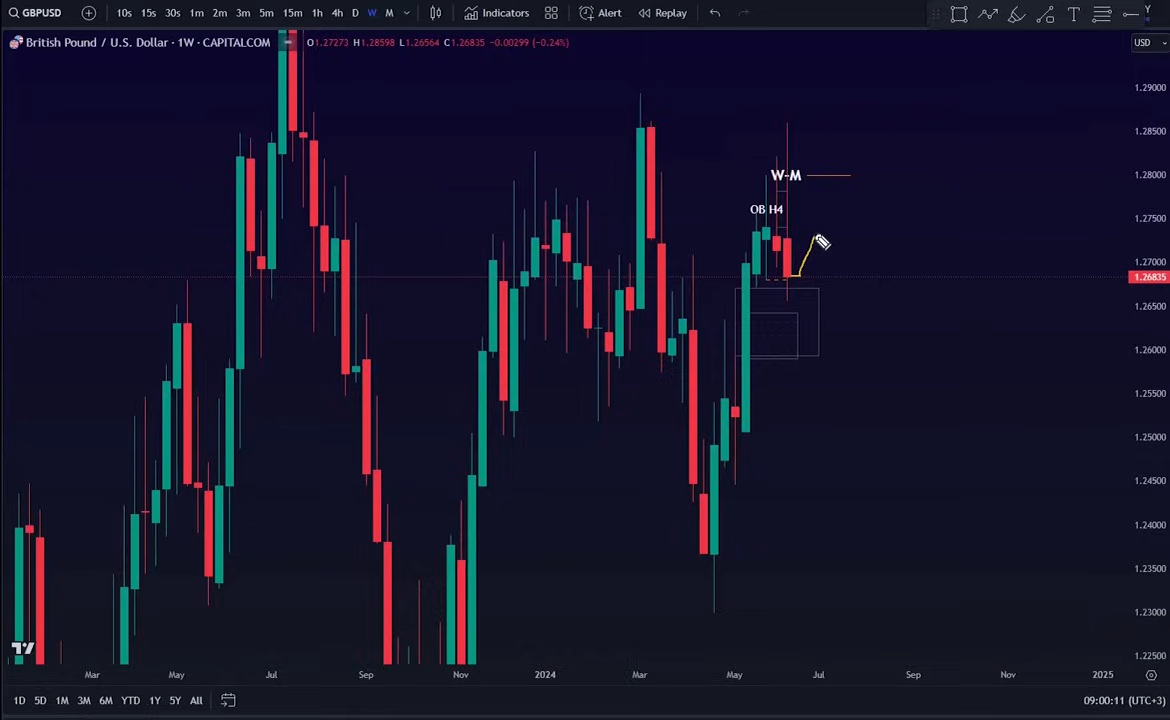 GBPUSD 10s 15s 30s 1m 2m 3m 5m 15m 1h 4h D W M Indicators Alert Replay
British Pound / U.S. Dollar · 1W · CAPITALCOM O1.27273 H1.28598 L1.26564 C1.26835 -0.00299 (-0.24%) USD
1.29000
1.28500
W-M 1.28000
OB H4 1.27500
1.27000
1.26835
1.26500
1.26000
1.25500
1.25000
1.24500
1.24000
1.23500
1.23000
1.22500
Mar May Jul Sep Nov 2024 Mar May Jul Sep Nov 2025
1D 5D 1M 3M 6M YTD 1Y 5Y All 09:00:11 (UTC+3)